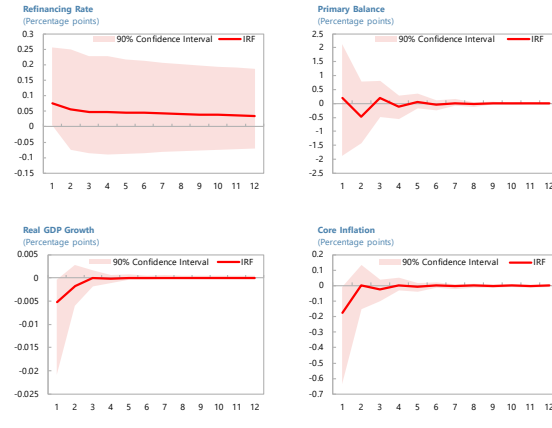 Refinancing Rate
(Percentage points)
0.3
0.25
0.2
0.15
0.1
0.05
0
-0.05
-0.1
-0.15
90% Confidence Interval IRF
1 2 3 4 5 6 7 8 9 10 11 12
Primary Balance
(Percentage points)
2.5
2
1.5
1
0.5
0
-0.5
-1
-1.5
-2
-2.5
90% Confidence Interval IRF
1 2 3 4 5 6 7 8 9 10 11 12
Real GDP Growth
(Percentage points)
0.005
0
-0.005
-0.01
-0.015
-0.02
-0.025
90% Confidence Interval IRF
1 2 3 4 5 6 7 8 9 10 11 12
Core Inflation
(Percentage points)
0.2
0.1
0
-0.1
-0.2
-0.3
-0.4
-0.5
-0.6
-0.7
90% Confidence Interval IRF
1 2 3 4 5 6 7 8 9 10 11 12